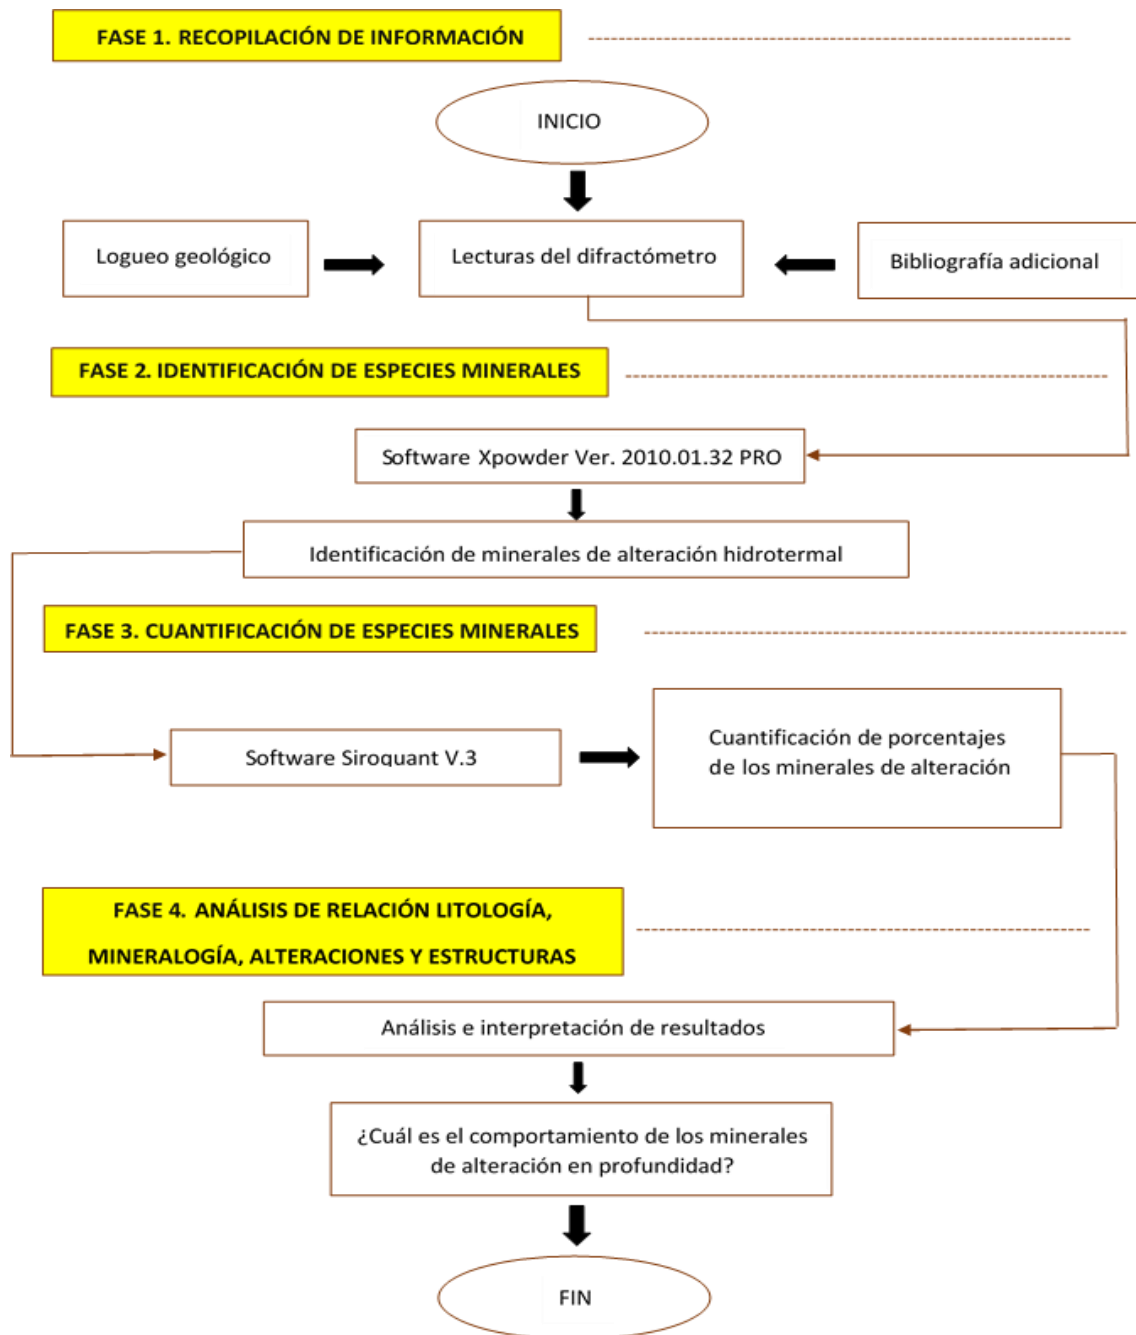 FASE 1. RECOPILACIÓN DE INFORMACIÓN
INICIO
Logueo geológico
Lecturas del difractómetro
Bibliografía adicional
FASE 2. IDENTIFICACIÓN DE ESPECIES MINERALES
Software Xpowder Ver. 2010.01.32 PRO
Identificación de minerales de alteración hidrotermal
FASE 3. CUANTIFICACIÓN DE ESPECIES MINERALES
Software Siroquant V.3
Cuantificación de porcentajes
de los minerales de alteración
FASE 4. ANÁLISIS DE RELACIÓN LITOLOGÍA,
MINERALOGÍA, ALTERACIONES Y ESTRUCTURAS
Análisis e interpretación de resultados
¿Cuál es el comportamiento de los minerales
de alteración en profundidad?
FIN